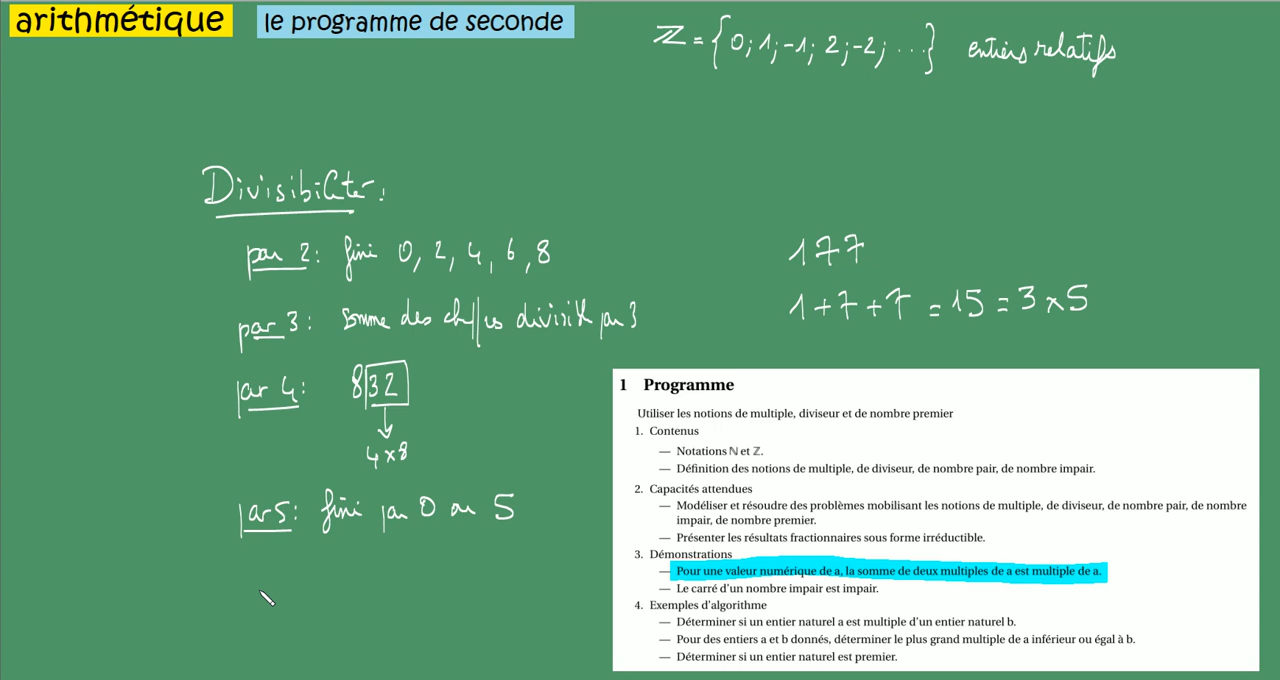 arithmétique
le programme de seconde
ℤ = {0; 1; -1; 2; -2; ...} entiers relatifs
Divisibilité:
par 2: fini 0, 2, 4, 6, 8
par 3: somme des chiffres divisible par 3
par 4: 832
4 x 8
par 5: fini par 0 ou 5
177
1 + 7 + 7 = 15 = 3 x 5
1 Programme
Utiliser les notions de multiple, diviseur et de nombre premier
1. Contenus
— Notations ℕ et ℤ.
— Définition des notions de multiple, de diviseur, de nombre pair, de nombre impair.
2. Capacités attendues
— Modéliser et résoudre des problèmes mobilisant les notions de multiple, de diviseur, de nombre pair, de nombre
impair, de nombre premier.
— Présenter les résultats fractionnaires sous forme irréductible.
3. Démonstrations
— Pour une valeur numérique de a, la somme de deux multiples de a est multiple de a.
— Le carré d'un nombre impair est impair.
4. Exemples d'algorithme
— Déterminer si un entier naturel a est multiple d'un entier naturel b.
— Pour des entiers a et b donnés, déterminer le plus grand multiple de a inférieur ou égal à b.
— Déterminer si un entier naturel est premier.